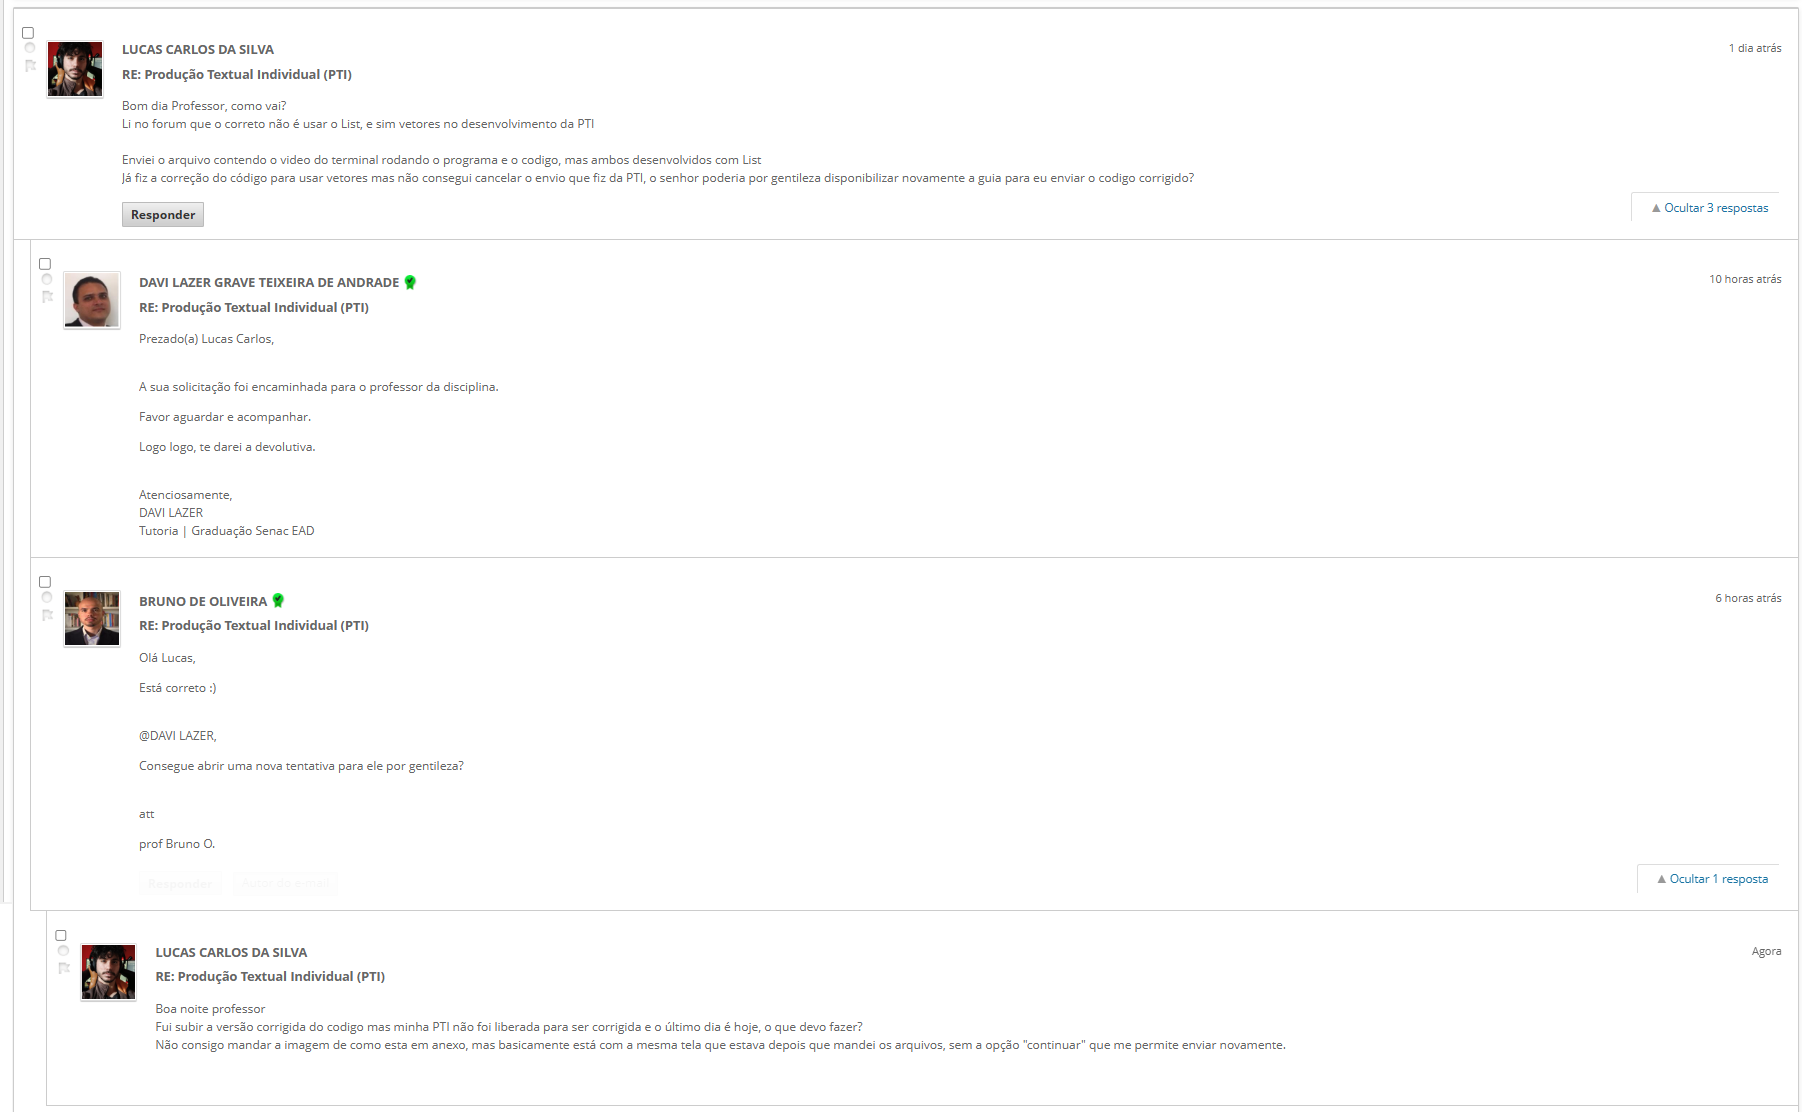 LUCAS CARLOS DA SILVA
1 dia atrás
RE: Produção Textual Individual (PTI)
Bom dia Professor, como vai?
Li no forum que o correto não é usar o List, e sim vetores no desenvolvimento da PTI
Enviei o arquivo contendo o video do terminal rodando o programa e o codigo, mas ambos desenvolvidos com List
Já fiz a correção do código para usar vetores mas não consegui cancelar o envio que fiz da PTI, o senhor poderia por gentileza disponibilizar novamente a guia para eu enviar o codigo corrigido?
Responder
Ocultar 3 respostas
DAVI LAZER GRAVE TEIXEIRA DE ANDRADE
10 horas atrás
RE: Produção Textual Individual (PTI)
Prezado(a) Lucas Carlos,
A sua solicitação foi encaminhada para o professor da disciplina.
Favor aguardar e acompanhar.
Logo logo, te darei a devolutiva.
Atenciosamente,
DAVI LAZER
Tutoria | Graduação Senac EAD
BRUNO DE OLIVEIRA
6 horas atrás
RE: Produção Textual Individual (PTI)
Olá Lucas,
Está correto :)
@DAVI LAZER,
Consegue abrir uma nova tentativa para ele por gentileza?
att
prof Bruno O.
Responder
Ocultar 1 resposta
LUCAS CARLOS DA SILVA
Agora
RE: Produção Textual Individual (PTI)
Boa noite professor
Fui subir a versão corrigida do codigo mas minha PTI não foi liberada para ser corrigida e o último dia é hoje, o que devo fazer?
Não consigo mandar a imagem de como esta em anexo, mas basicamente está com a mesma tela que estava depois que mandei os arquivos, sem a opção "continuar" que me permite enviar novamente.